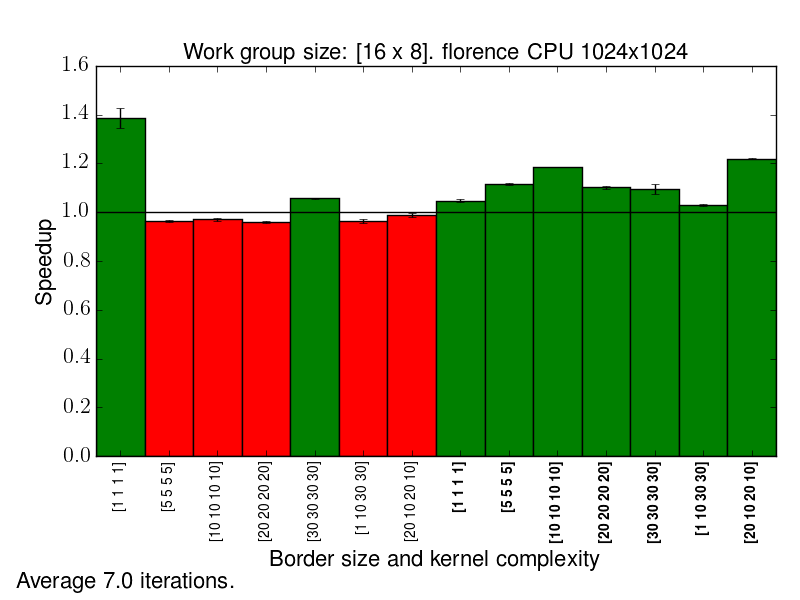 Work group size: [16 x 8]. florence CPU 1024x1024
1.6
1.4
1.2
1.0
0.8
0.6
0.4
0.2
0.0
Speedup
[1 1 1 1]
[5 5 5 5]
[10 10 10 10]
[20 20 20 20]
[30 30 30 30]
[1 10 30 30]
[20 10 20 10]
[1 1 1 1]
[5 5 5 5]
[10 10 10 10]
[20 20 20 20]
[30 30 30 30]
[1 10 30 30]
[20 10 20 10]
Border size and kernel complexity
Average 7.0 iterations.